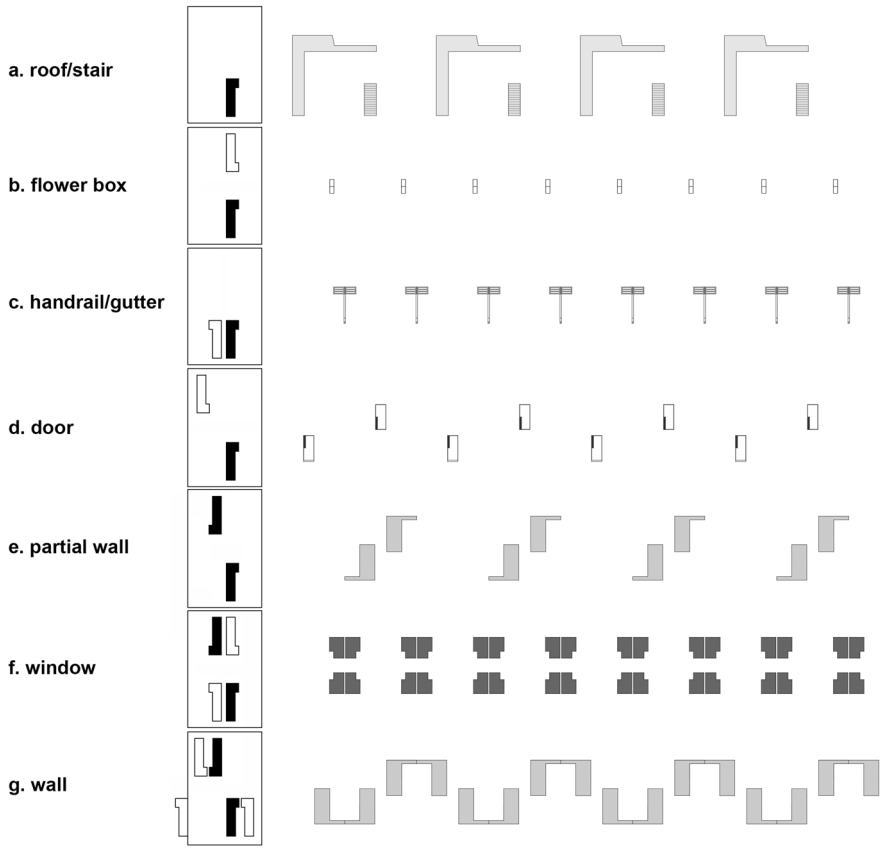 a. roof/stair
b. flower box
c. handrail/gutter
d. door
e. partial wall
f. window
g. wall